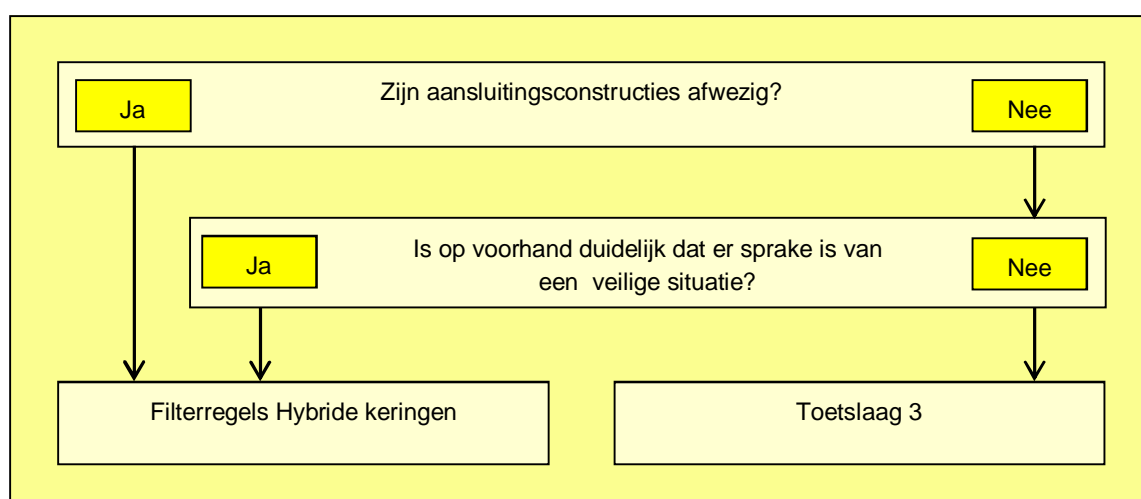 Zijn aansluitingsconstructies afwezig?
Ja
Nee
Is op voorhand duidelijk dat er sprake is van
een veilige situatie?
Ja
Nee
Filterregels Hybride keringen
Toetslaag 3